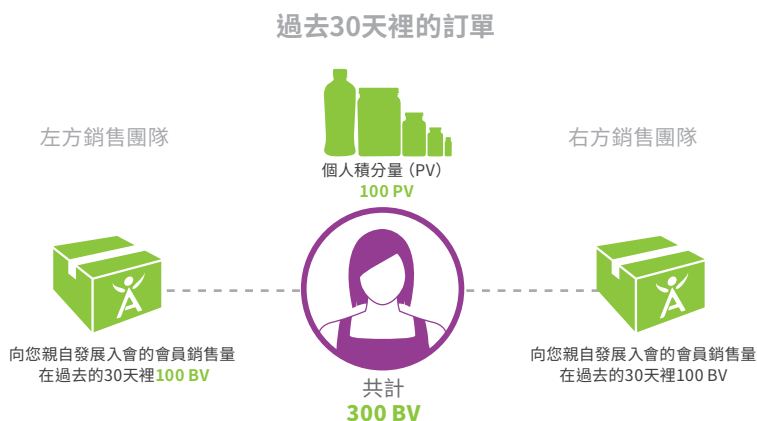 過去30天裡的訂單
左方銷售團隊
右方銷售團隊
個人積分量（PV）
100 PV
向您親自發展入會的會員銷售量
在過去的30天裡100 BV
向您親自發展入會的會員銷售量
在過去的30天裡100 BV
共計
300 BV